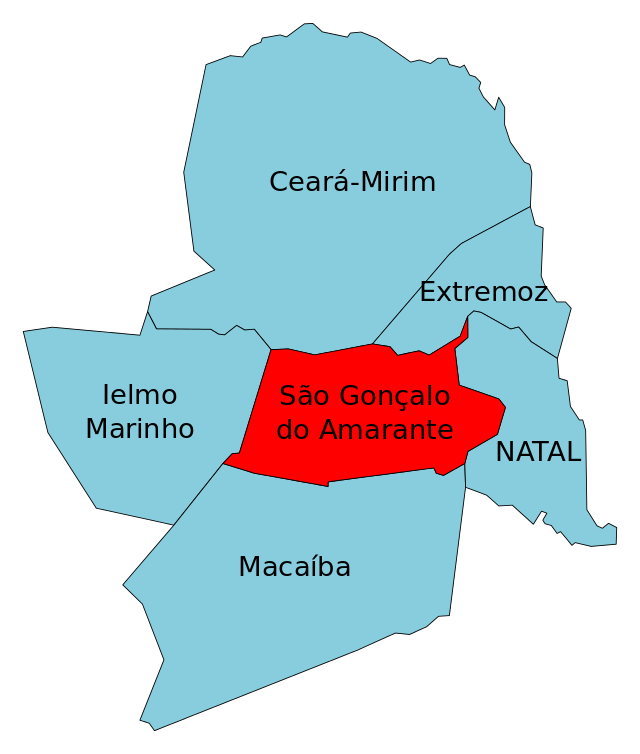 Ceará-Mirim
Extremoz
Ielmo
Marinho
São Gonçalo
do Amarante
NATAL
Macaíba